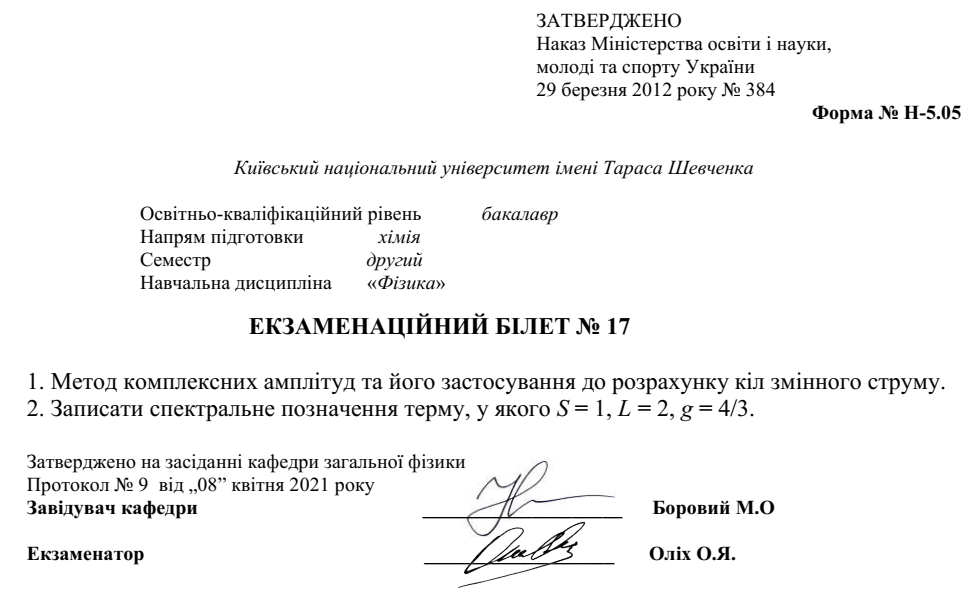 ЗАТВЕРДЖЕНО
Наказ Міністерства освіти і науки,
молоді та спорту України
29 березня 2012 року № 384
Форма № Н-5.05
Київський національний університет імені Тараса Шевченка
Освітньо-кваліфікаційний рівень бакалавр
Напрям підготовки хімія
Семестр другий
Навчальна дисципліна «Фізика»
ЕКЗАМЕНАЦІЙНИЙ БІЛЕТ № 17
1. Метод комплексних амплітуд та його застосування до розрахунку кіл змінного струму.
2. Записати спектральне позначення терму, у якого S = 1, L = 2, g = 4/3.
Затверджено на засіданні кафедри загальної фізики
Протокол № 9 від „08” квітня 2021 року
Завідувач кафедри Боровий М.О
Екзаменатор Оліх О.Я.